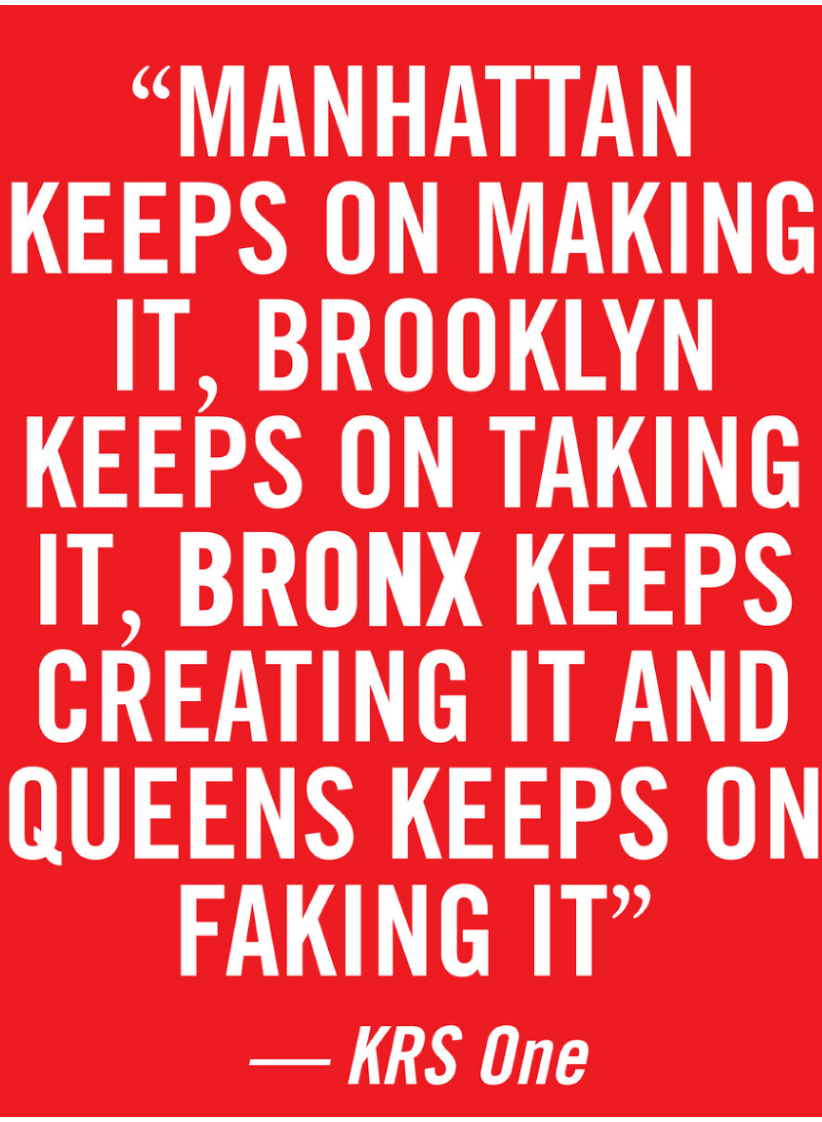 “MANHATTAN
KEEPS ON MAKING
IT, BROOKLYN
KEEPS ON TAKING
IT, BRONX KEEPS
CREATING IT AND
QUEENS KEEPS ON
FAKING IT”
— KRS One